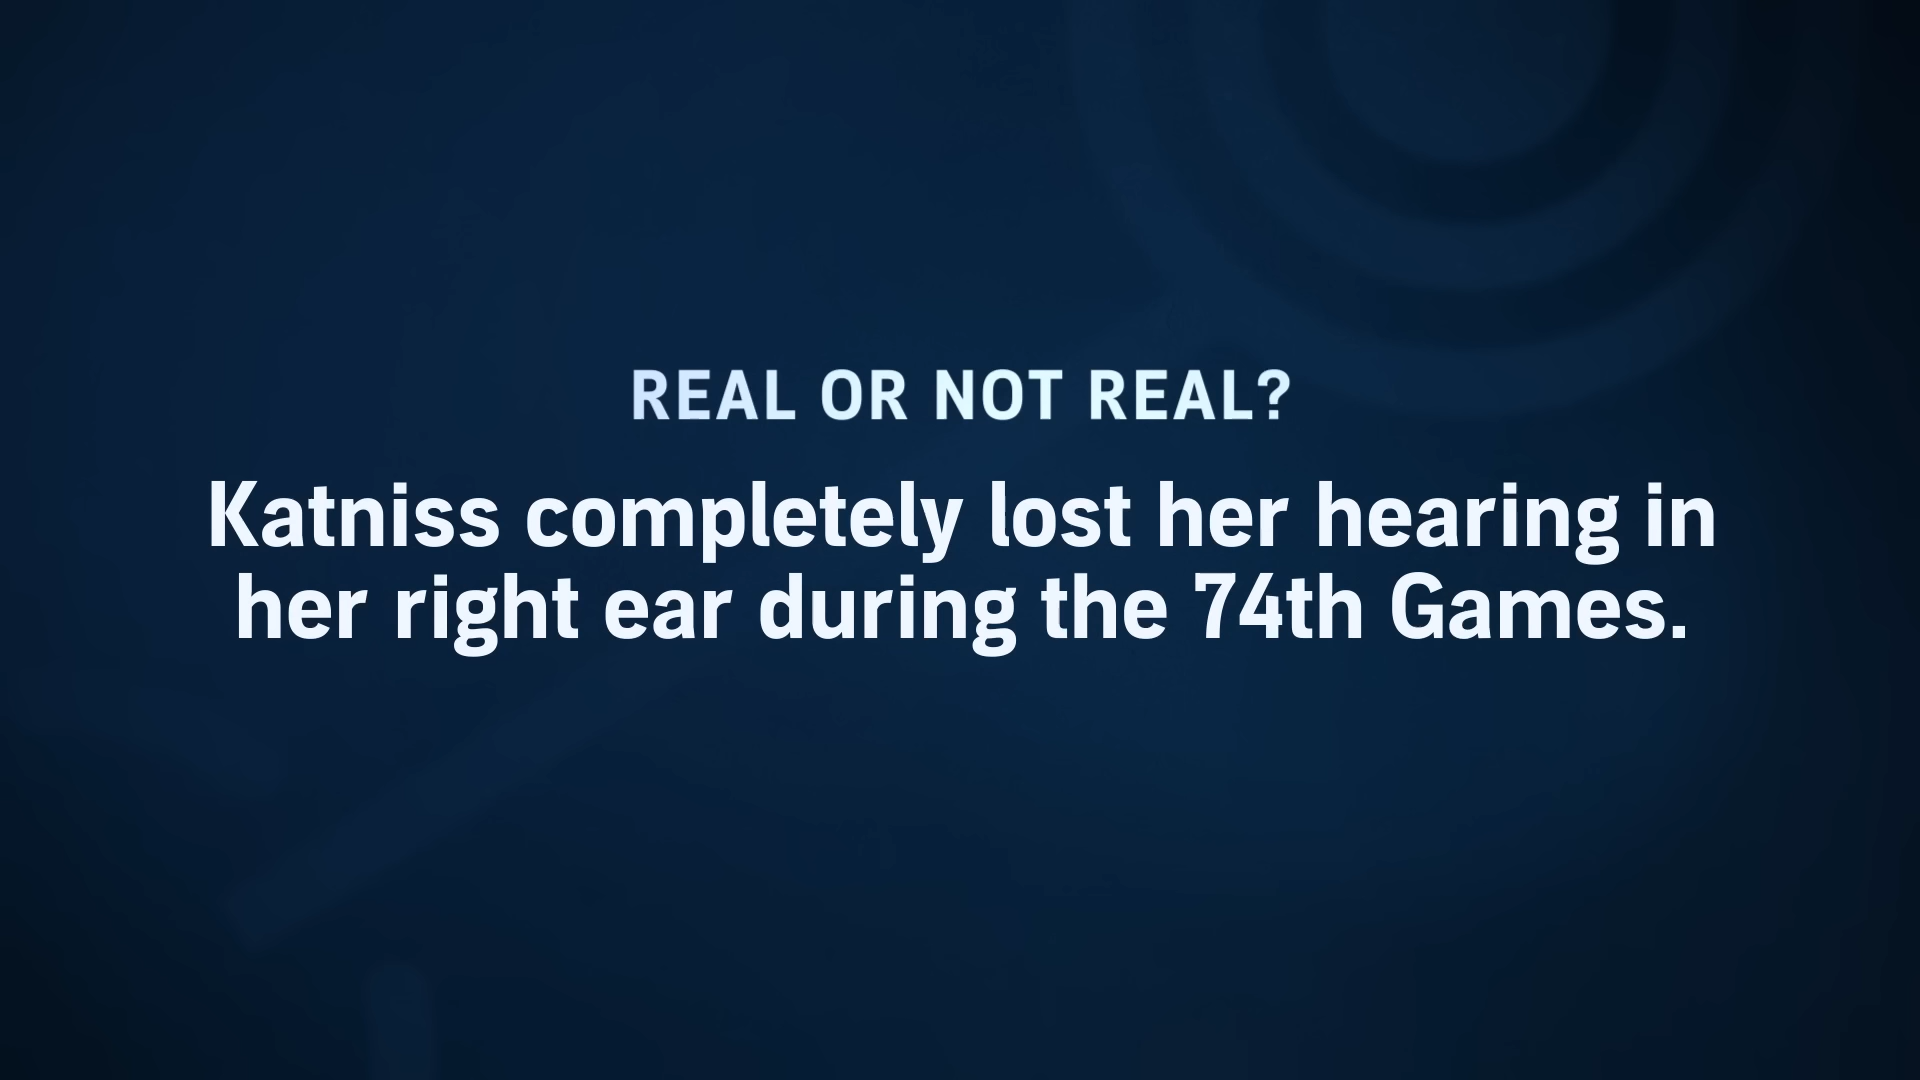 REAL OR NOT REAL?
Katniss completely lost her hearing in
her right ear during the 74th Games.